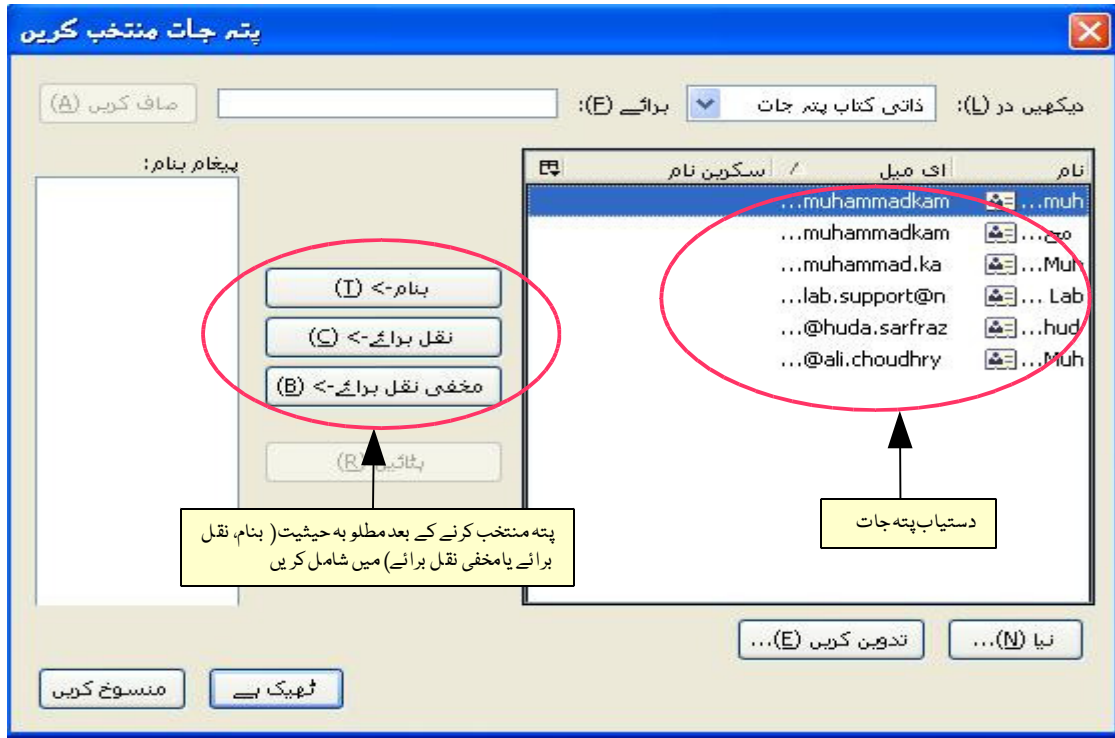 پتہ جات منتخب کریں
دیکھیں در (L): ذاتی کتاب پتہ جات برائے (F): صاف کریں (A)
نام ای میل سکرین نام
پیغام بنام:
muh... muhammadkam...
مح... muhammadkam...
Muh... muhammad.ka...
Lab ... lab.support@n...
hud... huda.sarfraz@...
Muh... ali.choudhry@...
بنام-> (T)
نقل برائے-> (C)
مخفی نقل برائے-> (B)
ہٹائیں (R)
دستیاب پتہ جات
پتہ منتخب کرنے کے بعد مطلوبہ حیثیت( بنام، نقل
برائے یا مخفی نقل برائے) میں شامل کریں
نیا (N)... تدوین کریں (E)...
ٹھیک ہے منسوخ کریں